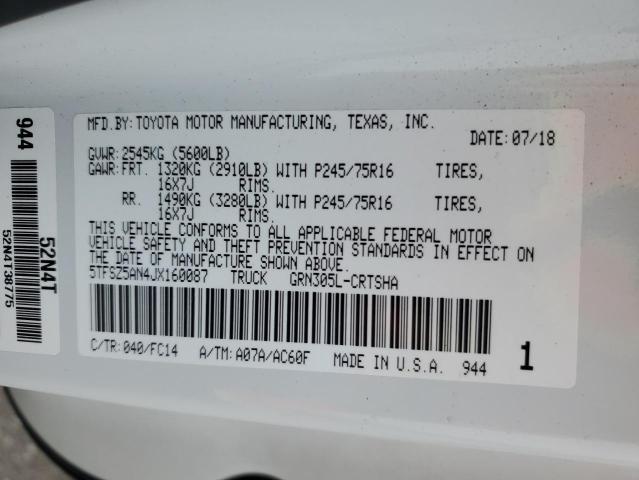 MFD.BY:TOYOTA MOTOR MANUFACTURING, TEXAS, INC.
DATE:07/18
GVWR:2545KG (5600LB)
GAWR:FRT. 1320KG (2910LB) WITH P245/75R16 TIRES,
16X7J RIMS.
RR. 1490KG (3280LB) WITH P245/75R16 TIRES,
16X7J RIMS.
THIS VEHICLE CONFORMS TO ALL APPLICABLE FEDERAL MOTOR
VEHICLE SAFETY AND THEFT PREVENTION STANDARDS IN EFFECT ON
THE DATE OF MANUFACTURE SHOWN ABOVE.
5TFSZ5AN4JX160087 TRUCK GRN305L-CRTSHA
C/TR:040/FC14 A/TM:A07A/AC60F MADE IN U.S.A. 944 1
944
52N4T
52N4T38775